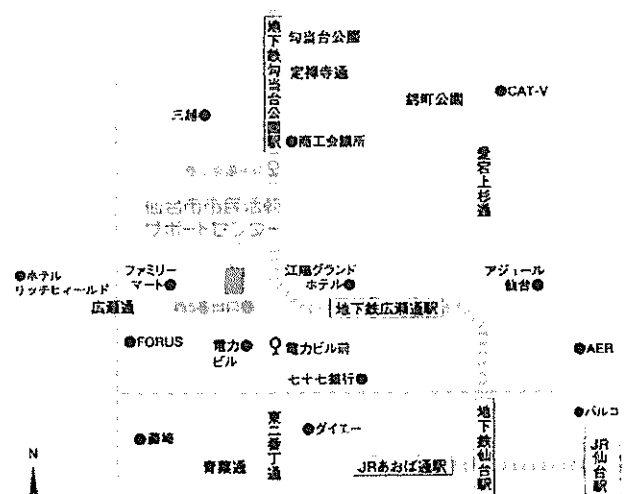 地下鉄勾当台公園駅
勾当台公園
定禅寺通
錦町公園
CAT-V
三越
商工会議所
愛宕上杉通
ホテル
リッチフィールド
ファミリー
マート
江陽グランド
ホテル
アジュール
仙台
広瀬通
地下鉄広瀬通駅
FORUS
電力
ビル
電力ビル前
AER
七十七銀行
パルコ
藤崎
東二番丁通
ダイエー
地下鉄仙台駅
JR仙台駅
青葉通
JRあおば通駅
N